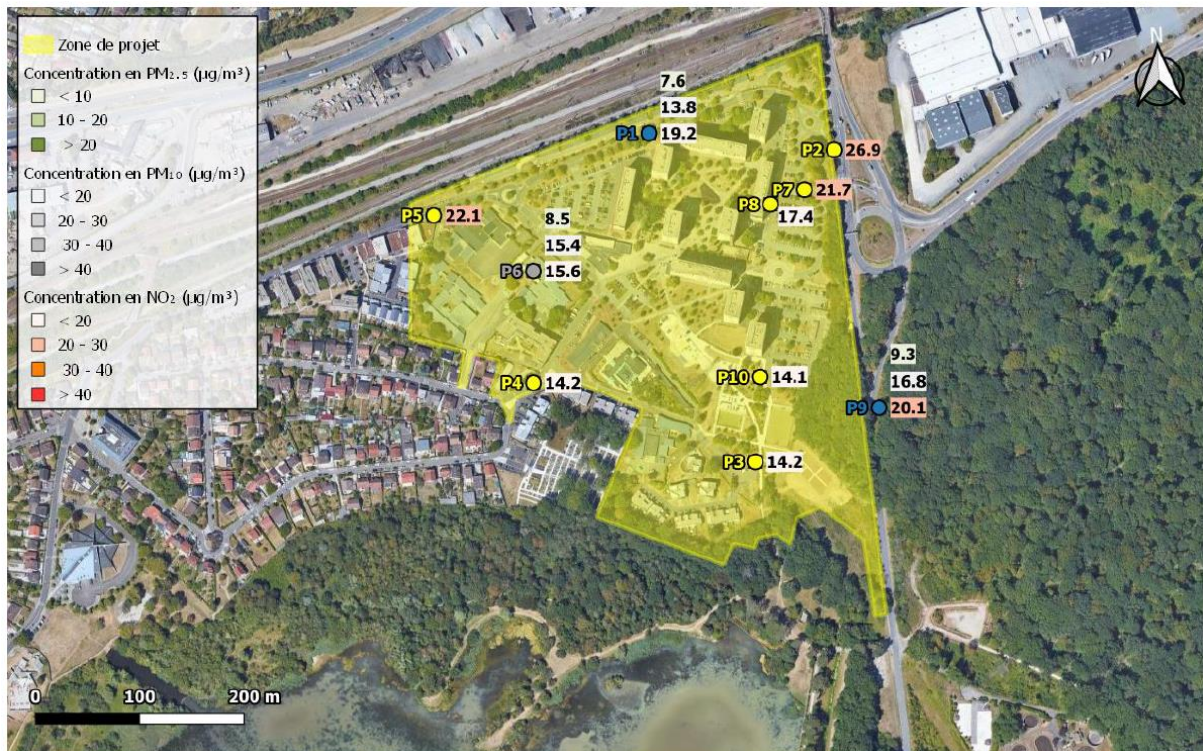 Zone de projet
Concentration en PM₂.₅ (µg/m³)
< 10
10 - 20
> 20
Concentration en PM₁₀ (µg/m³)
< 20
20 - 30
30 - 40
> 40
Concentration en NO₂ (µg/m³)
< 20
20 - 30
30 - 40
> 40
N
7.6
13.8
P1 19.2
P2 26.9
P7 21.7
P8 17.4
P5 22.1
8.5
15.4
P6 15.6
9.3
16.8
P9 20.1
P4 14.2
P10 14.1
P3 14.2
0 100 200 m